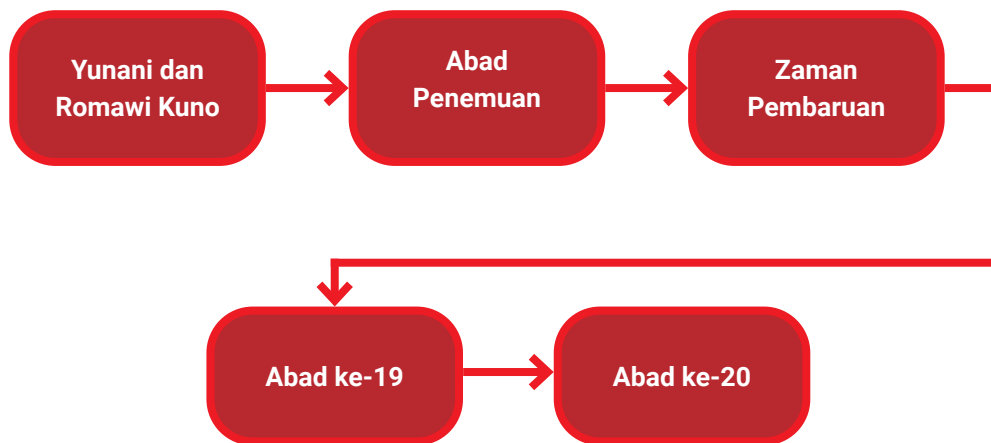 Yunani dan
Romawi Kuno
Abad
Penemuan
Zaman
Pembaruan
Abad ke-19
Abad ke-20